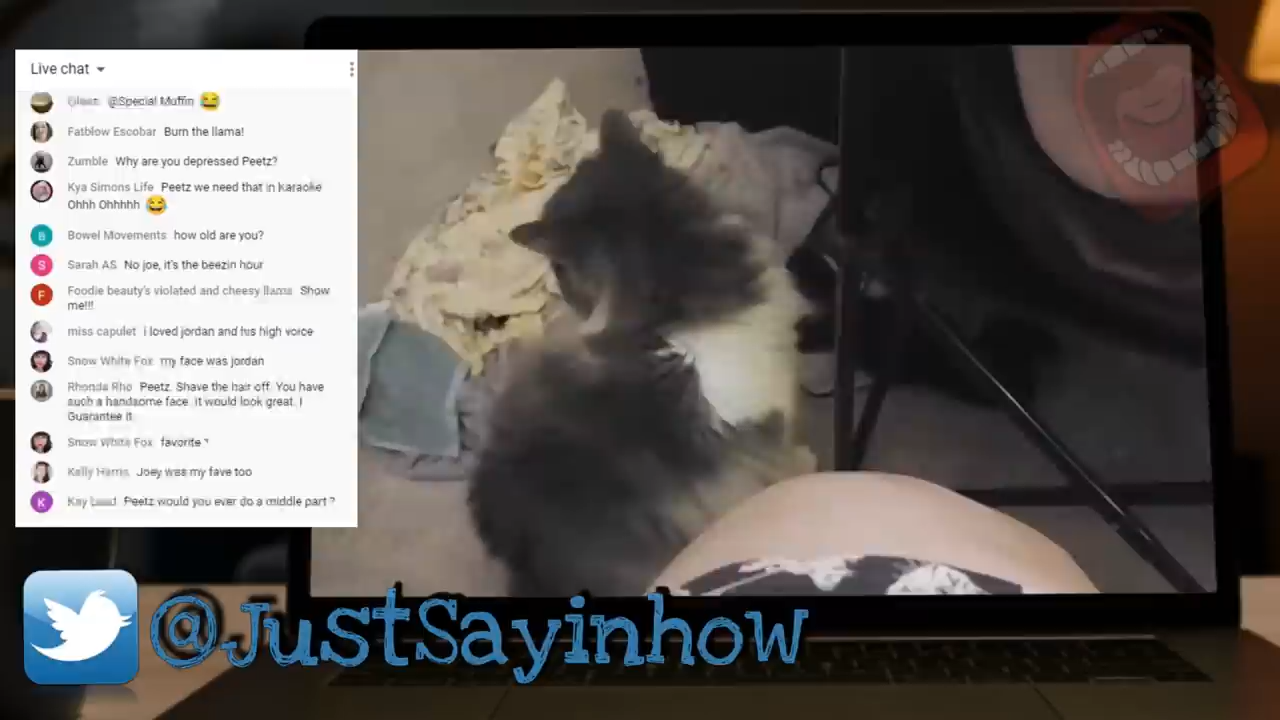 Live chat
@Special Muffin
Fatblow Escobar Burn the llama!
Zumble Why are you depressed Peetz?
Kya Simons Life Peetz we need that in karaoke
Ohhh Ohhhhh
B Bowel Movements how old are you?
S Sarah AS No joe, it's the beezin hour
F Foodie beauty's violated and cheesy llama Show
me!!!
miss capulet i loved jordan and his high voice
Snow White Fox my face was jordan
Rhonda Rho Peetz. Shave the hair off. You have
such a handsome face. It would look great. I
Guarantee it
Snow White Fox favorite *
Kelly Harris Joey was my fave too
K Kay Peetz would you ever do a middle part ?
@JustSayinhow